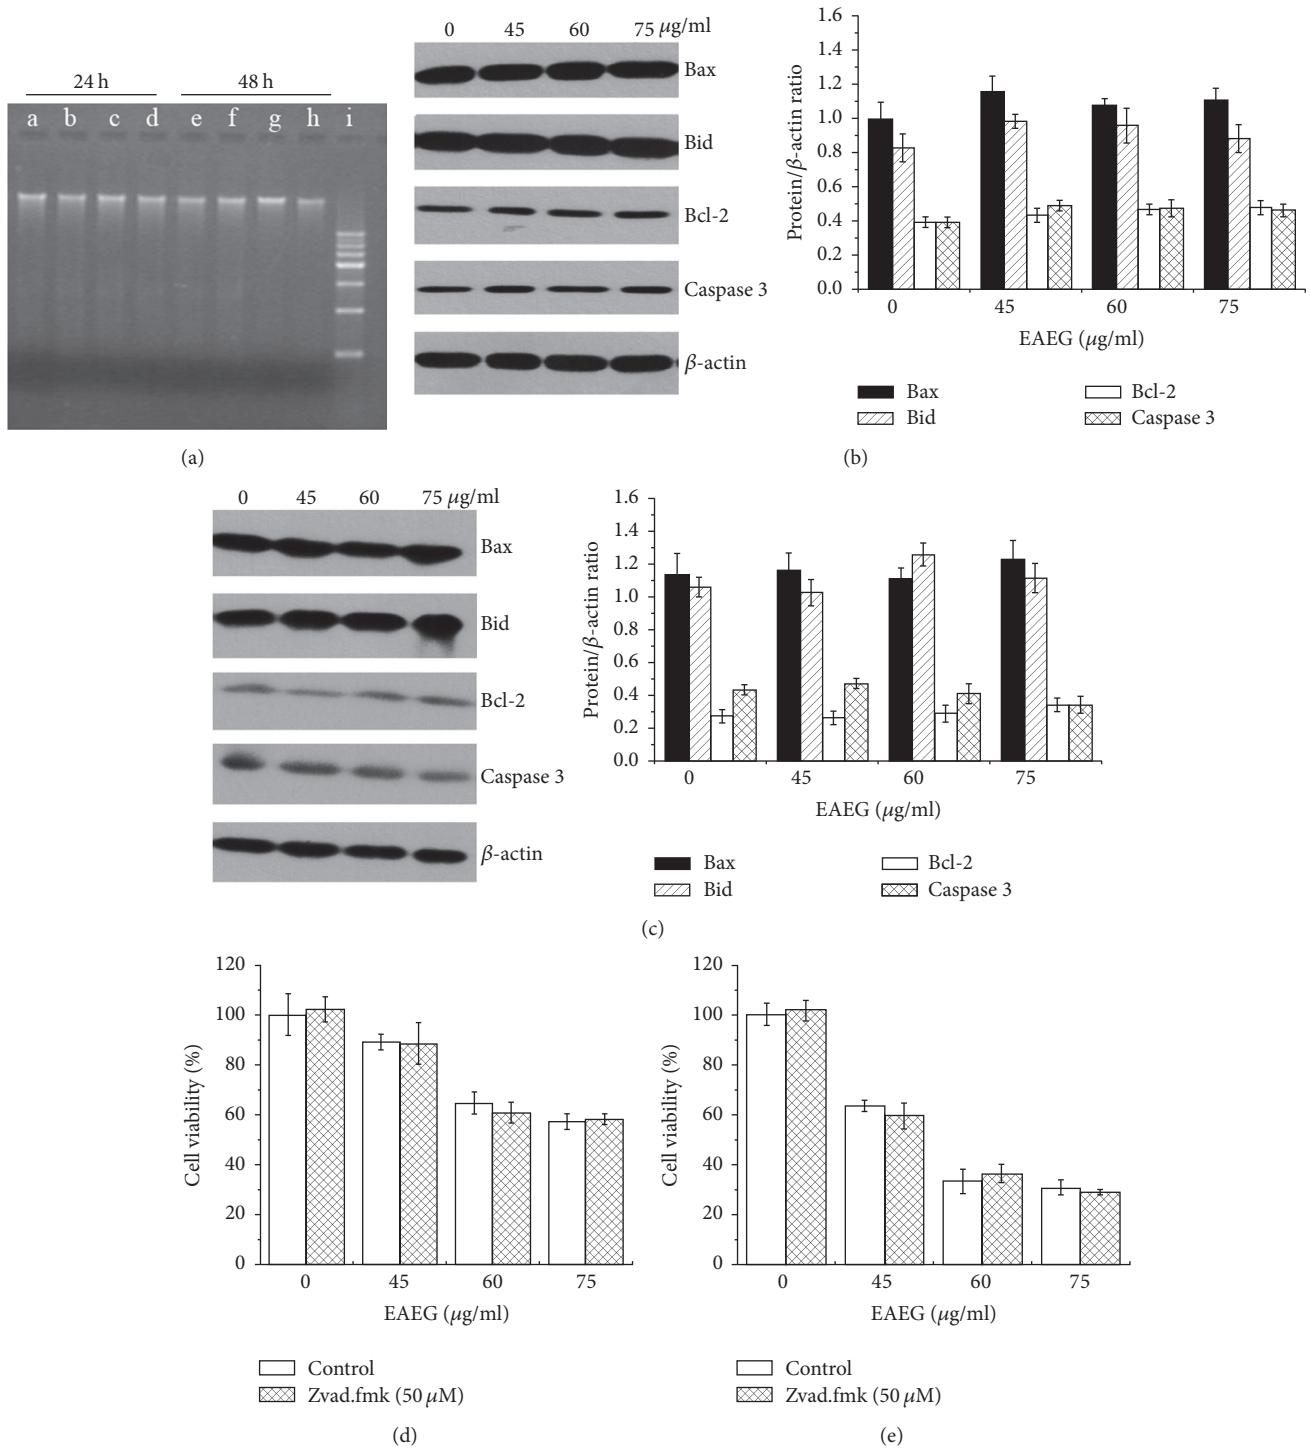 24 h 48 h
a b c d e f g h i
(a)
0 45 60 75 μg/ml
Bax
Bid
Bcl-2
Caspase 3
β-actin
1.6
1.4
1.2
1.0
0.8
0.6
0.4
0.2
0.0
Protein/β-actin ratio
0 45 60 75
EAEG (μg/ml)
Bax Bcl-2
Bid Caspase 3
(b)
0 45 60 75 μg/ml
Bax
Bid
Bcl-2
Caspase 3
β-actin
1.6
1.4
1.2
1.0
0.8
0.6
0.4
0.2
0.0
Protein/β-actin ratio
0 45 60 75
EAEG (μg/ml)
Bax Bcl-2
Bid Caspase 3
(c)
120
100
80
60
40
20
0
Cell viability (%)
0 45 60 75
EAEG (μg/ml)
Control
Zvad.fmk (50 μM)
(d)
120
100
80
60
40
20
0
Cell viability (%)
0 45 60 75
EAEG (μg/ml)
Control
Zvad.fmk (50 μM)
(e)